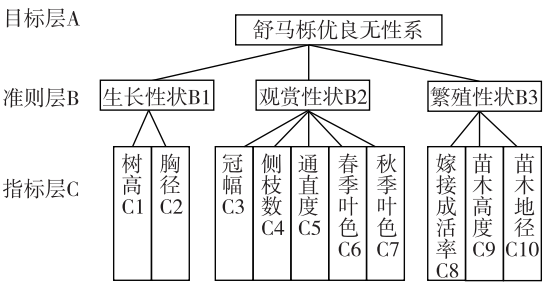 目标层A
舒马栎优良无性系
准则层B
生长性状B1
观赏性状B2
繁殖性状B3
指标层C
树高C1
胸径C2
冠幅C3
侧枝数C4
通直度C5
春季叶色C6
秋季叶色C7
嫁接成活率C8
苗木高度C9
苗木地径C10